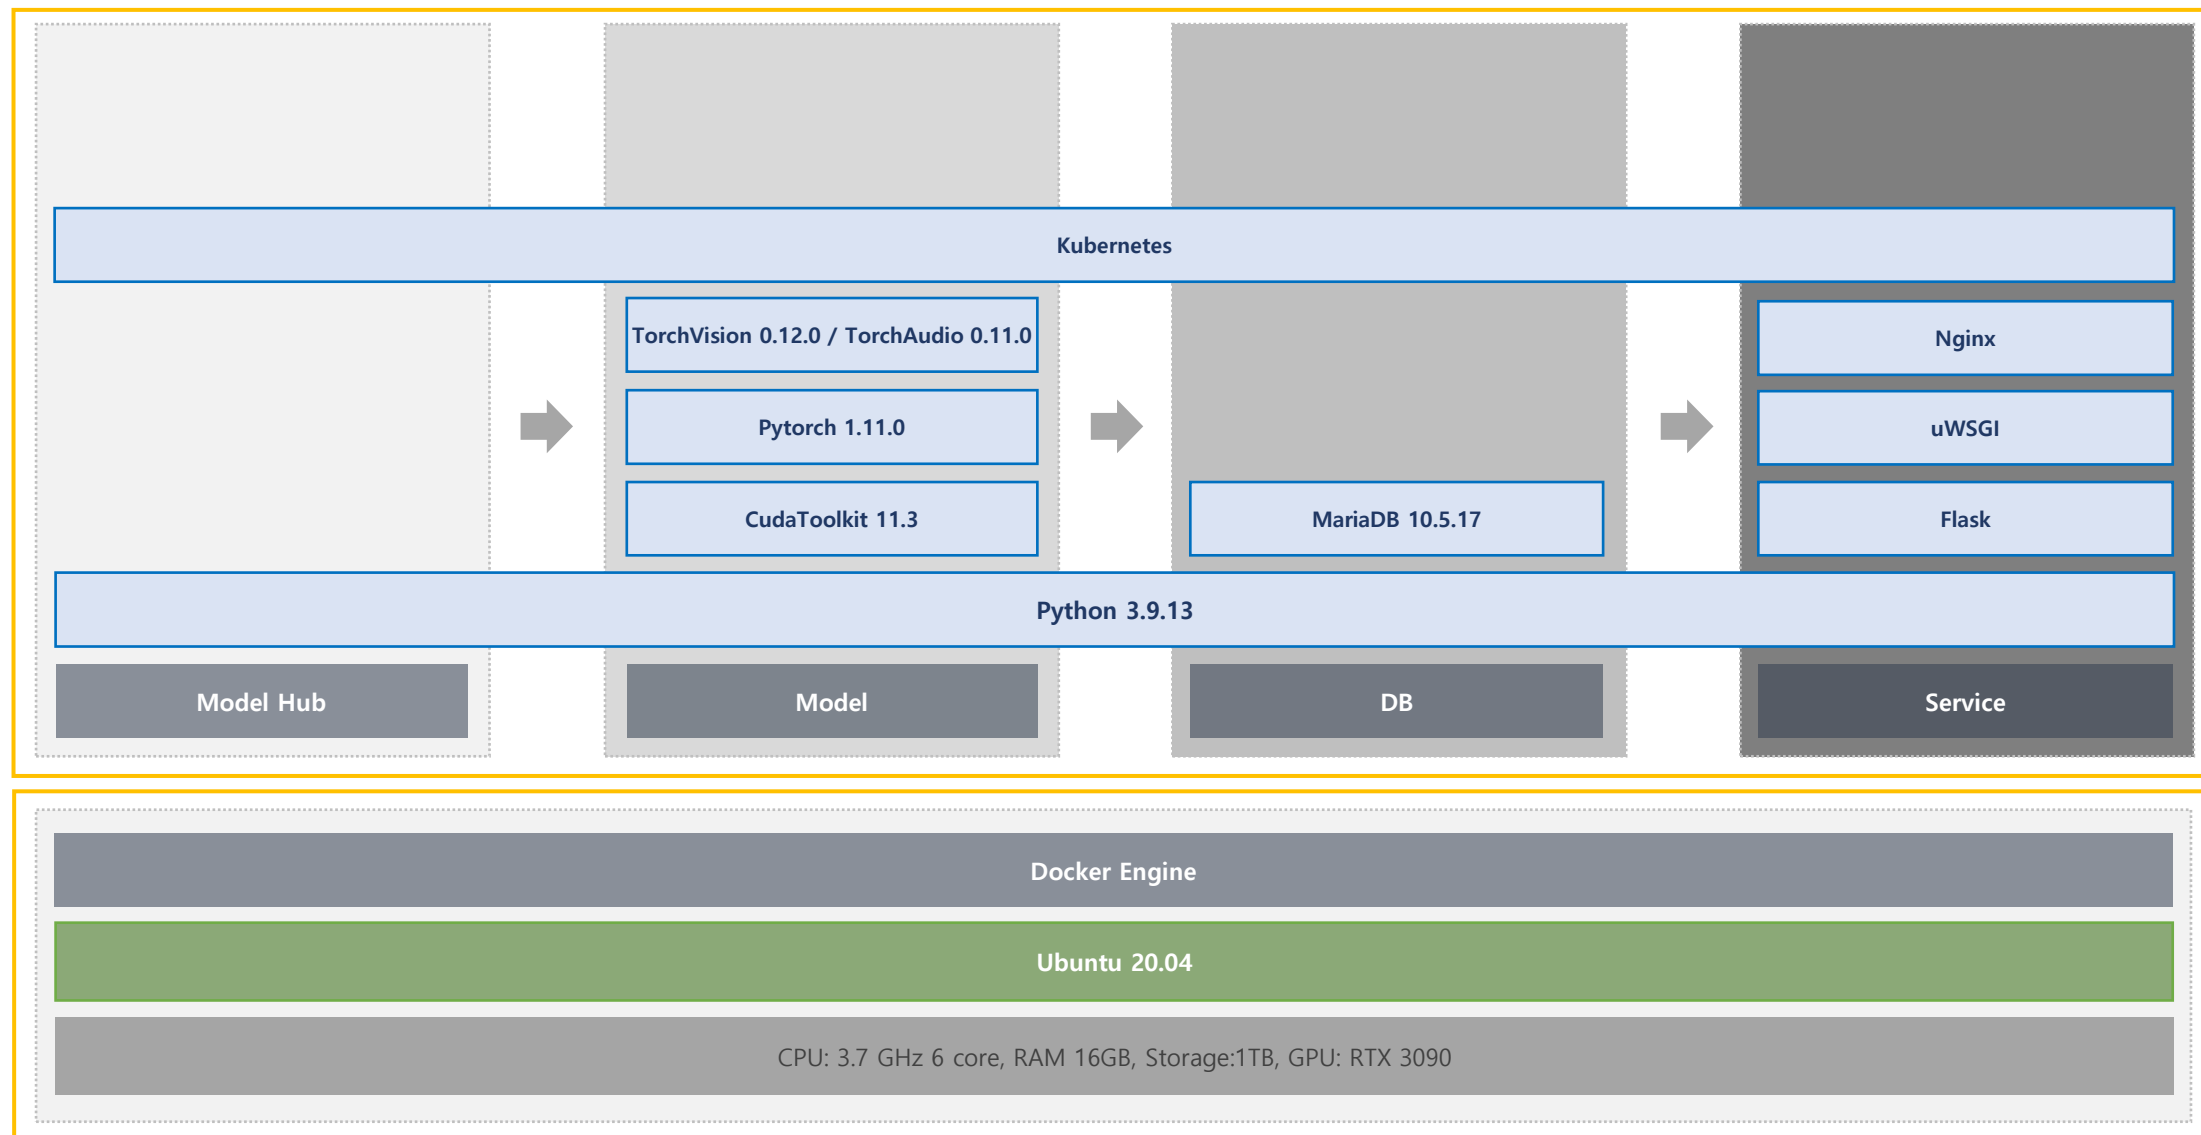 Kubernetes
TorchVision 0.12.0 / TorchAudio 0.11.0
Nginx
Pytorch 1.11.0
uWSGI
CudaToolkit 11.3
MariaDB 10.5.17
Flask
Python 3.9.13
Model Hub
Model
DB
Service
Docker Engine
Ubuntu 20.04
CPU: 3.7 GHz 6 core, RAM 16GB, Storage:1TB, GPU: RTX 3090